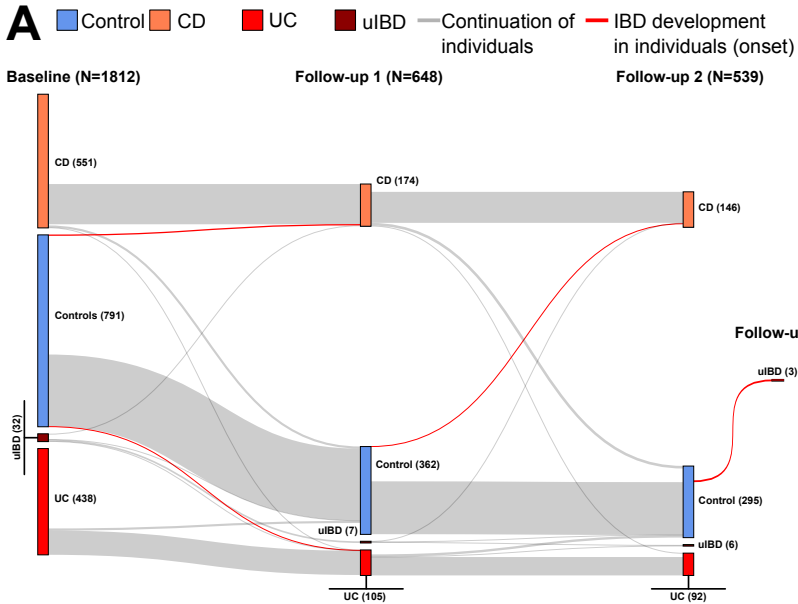 A
Control
CD
UC
uIBD
Continuation of
individuals
IBD development
in individuals (onset)
Baseline (N=1812)
Follow-up 1 (N=648)
Follow-up 2 (N=539)
CD (551)
CD (174)
CD (146)
Controls (791)
Follow-u
uIBD (3)
uIBD (32)
Control (362)
UC (438)
Control (295)
uIBD (7)
uIBD (6)
UC (105)
UC (92)